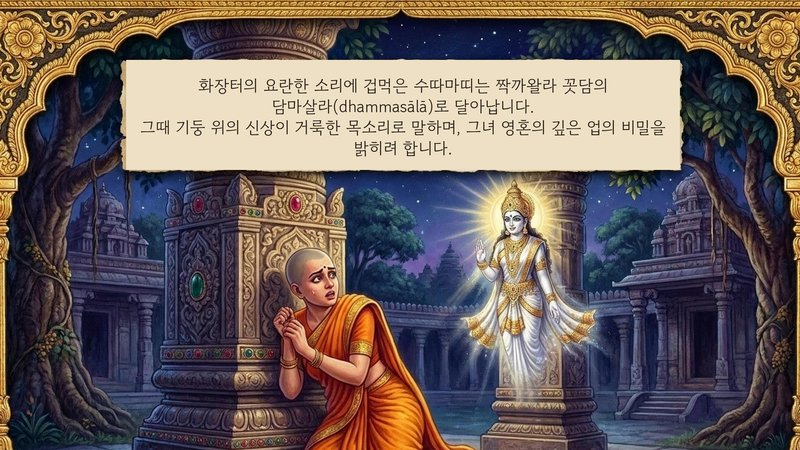 화장터의 요란한 소리에 겁먹은 수따마띠는 짝까왈라 꼿담의
담마살라(dhammasālā)로 달아납니다.
그때 기둥 위의 신상이 거룩한 목소리로 말하며, 그녀 영혼의 깊은 업의 비밀을
밝히려 합니다.